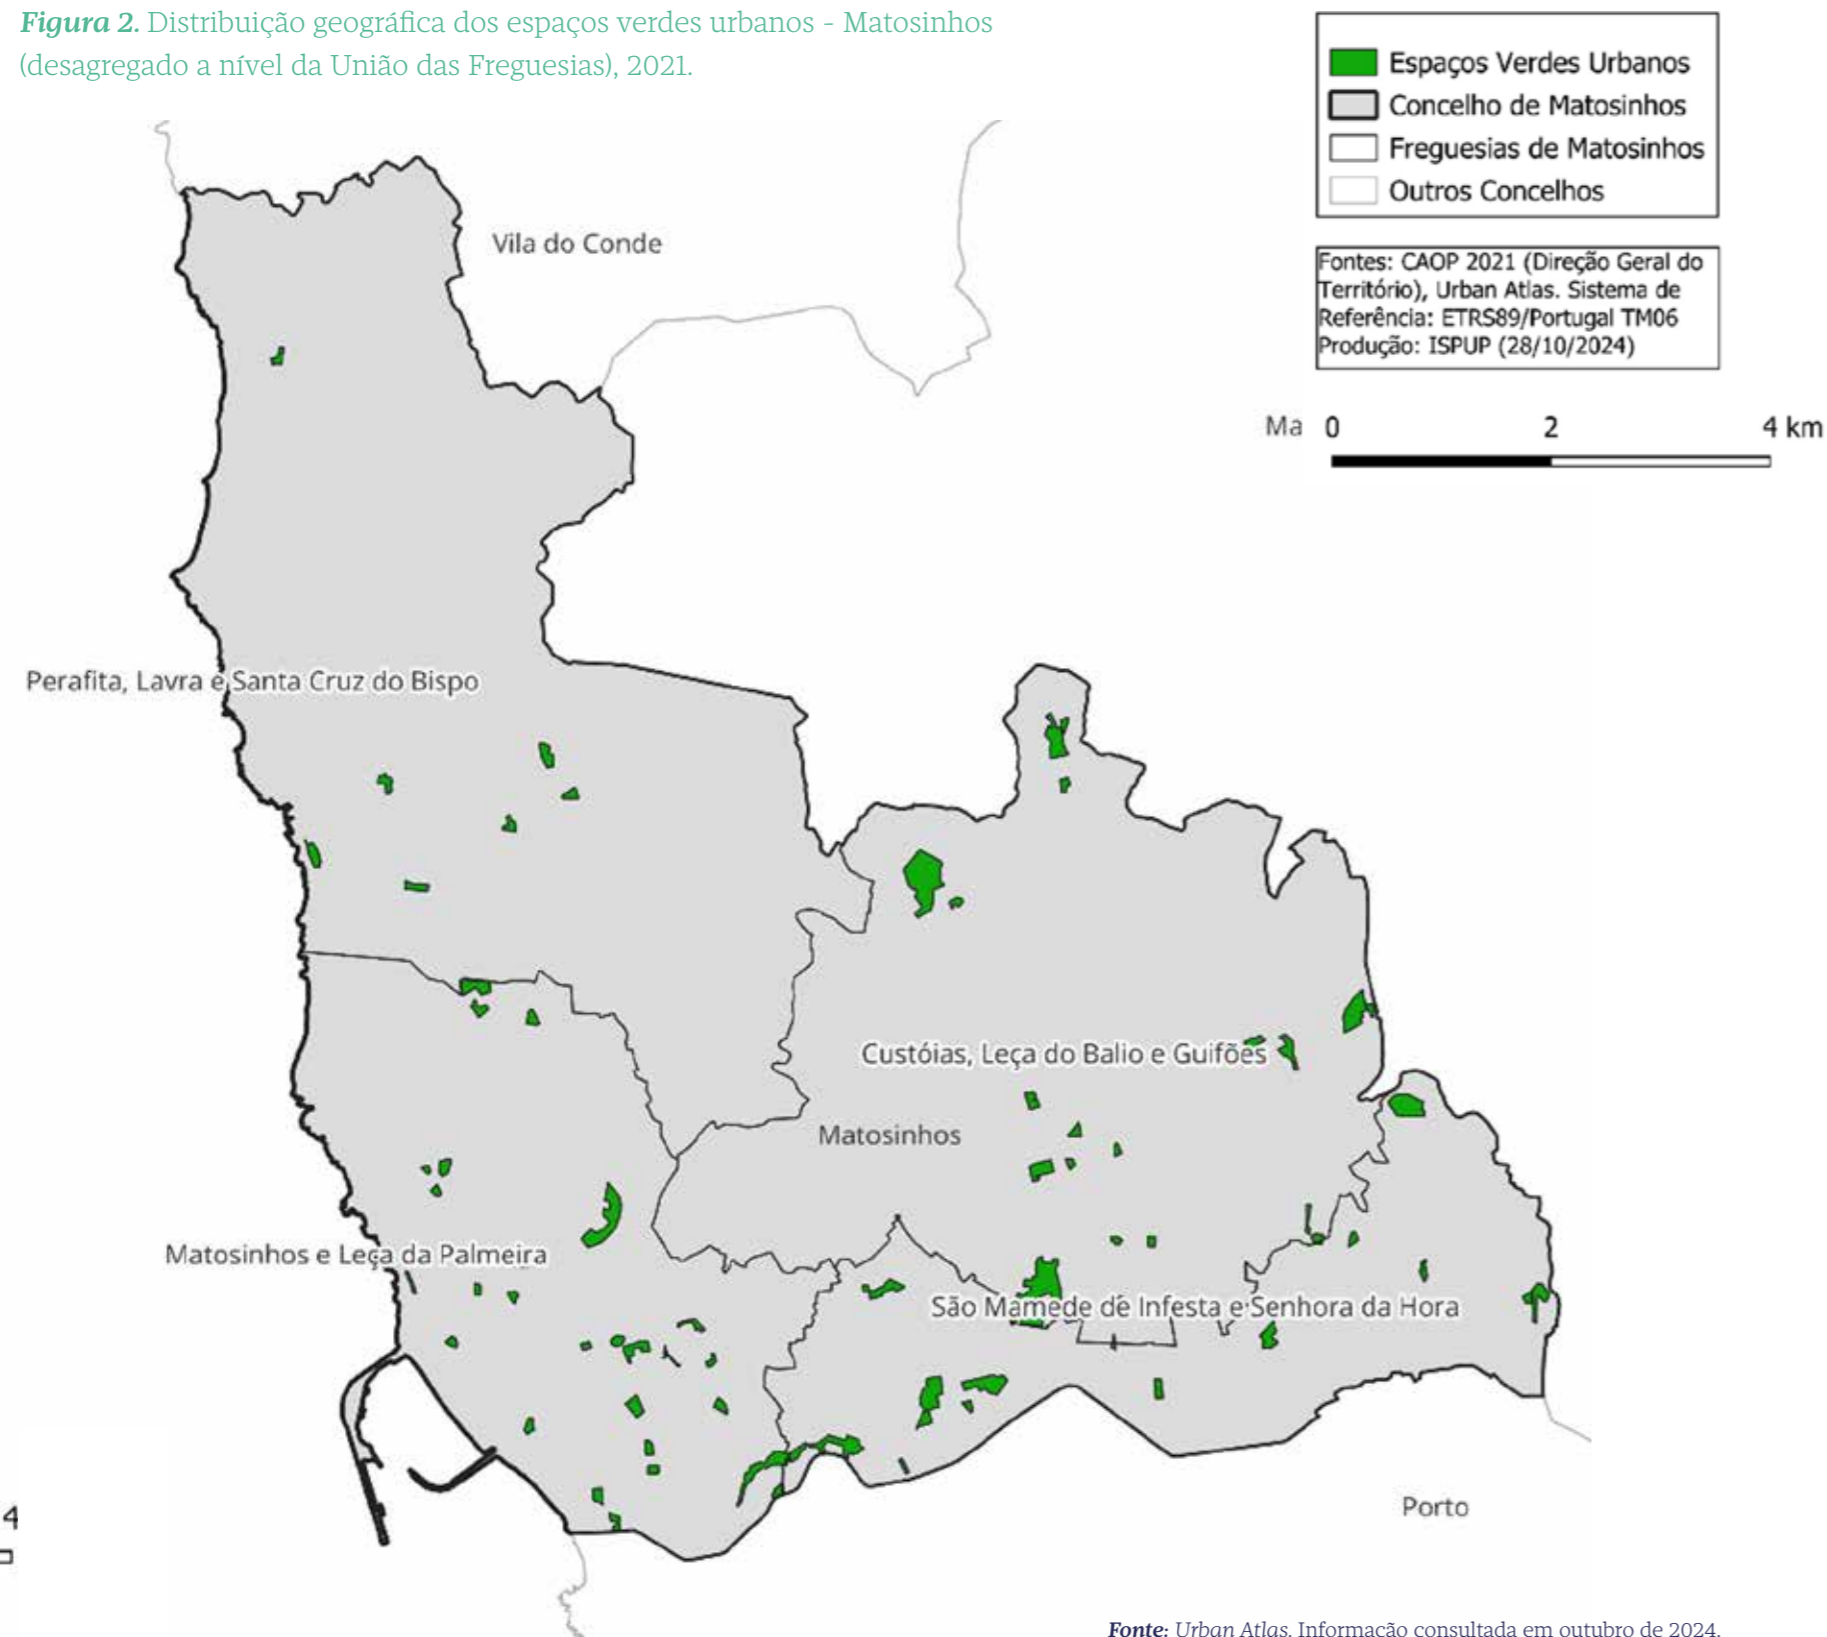 Figura 2. Distribuição geográfica dos espaços verdes urbanos - Matosinhos
(desagregado a nível da União das Freguesias), 2021.
Espaços Verdes Urbanos
Concelho de Matosinhos
Freguesias de Matosinhos
Outros Concelhos
Fontes: CAOP 2021 (Direção Geral do
Território), Urban Atlas. Sistema de
Referência: ETRS89/Portugal TM06
Produção: ISPUP (28/10/2024)
Ma 0 2 4 km
Vila do Conde
Perafita, Lavra e Santa Cruz do Bispo
Custóias, Leça do Balio e Guifões
Matosinhos
Matosinhos e Leça da Palmeira
São Mamede de Infesta e Senhora da Hora
Porto
4
Fonte: Urban Atlas. Informação consultada em outubro de 2024.